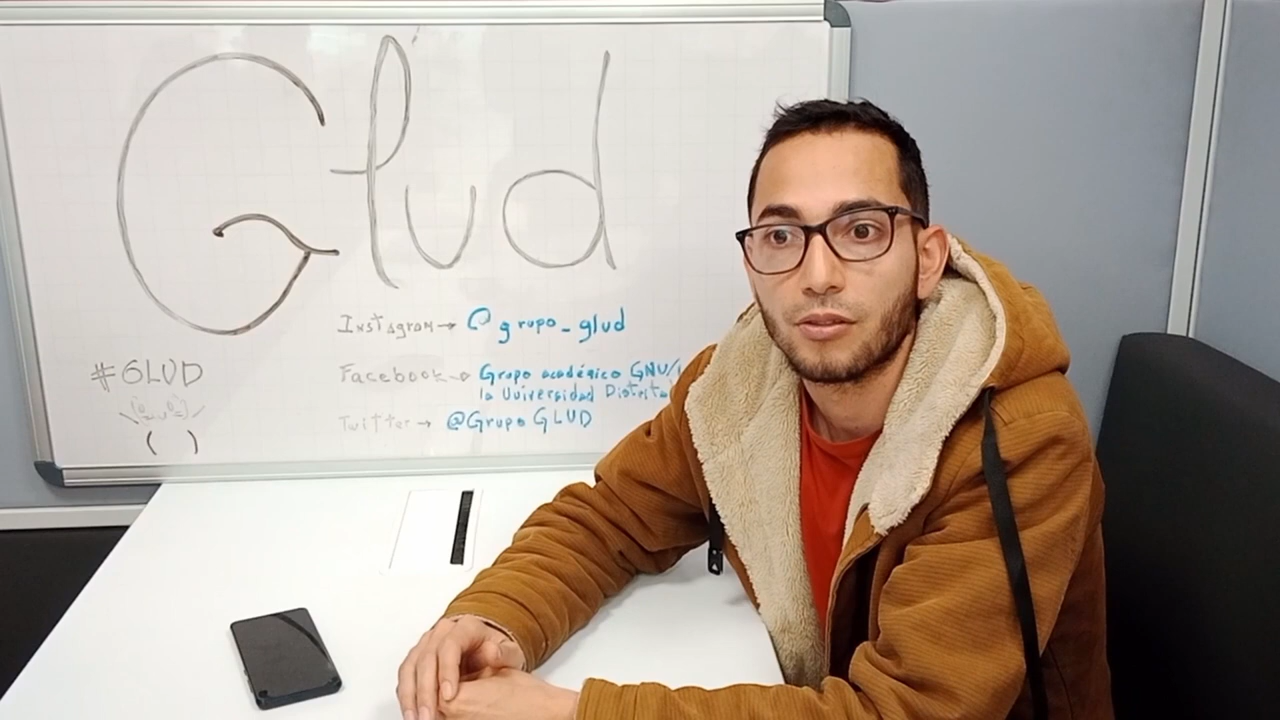 Glud
Instagram → @grupo_glud
#GLUD
Facebook → Grupo académico GNU/
la Universidad Distrital
Twitter → @Grupo GLUD